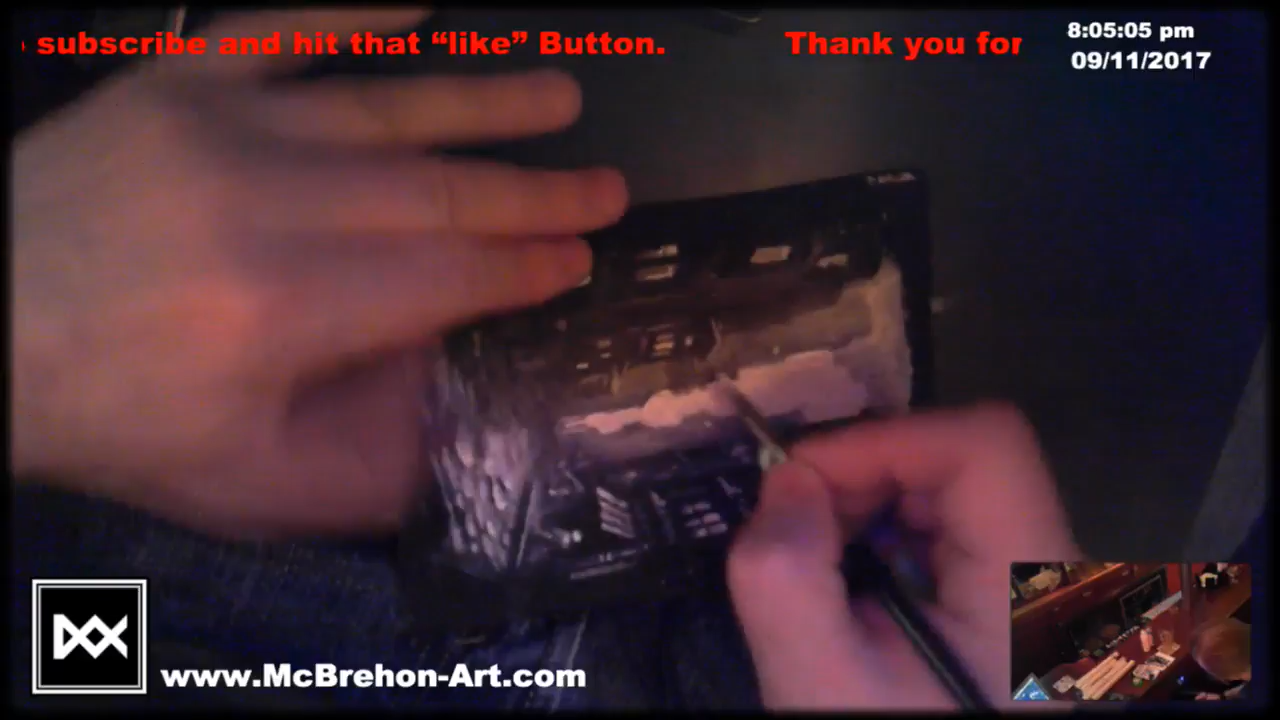 subscribe and hit that “like” Button. Thank you for
8:05:05 pm
09/11/2017
www.McBrehon-Art.com